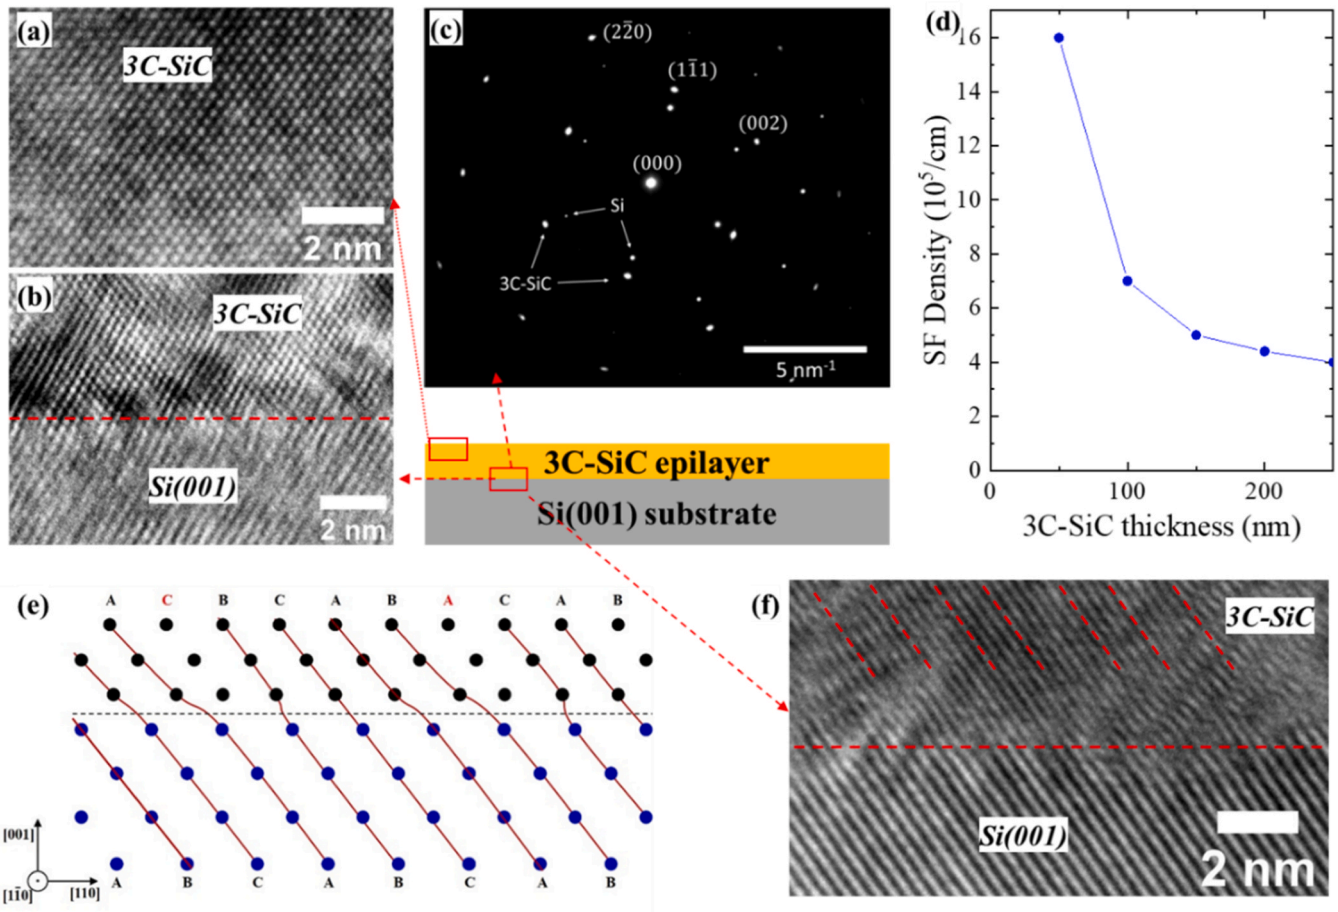 (a)
3C-SiC
2 nm
(b)
3C-SiC
Si(001)
2 nm
(c)
(22̄0)
(11̄1)
(002)
(000)
Si
3C-SiC
5 nm⁻¹
3C-SiC epilayer
Si(001) substrate
(d)
16
14
12
10
8
6
4
2
0
SF Density (10⁵/cm)
0 100 200
3C-SiC thickness (nm)
(e)
A C B C A B A C A B
[001]
[11̄0]
[110]
A B C A B C A B
(f)
3C-SiC
Si(001)
2 nm